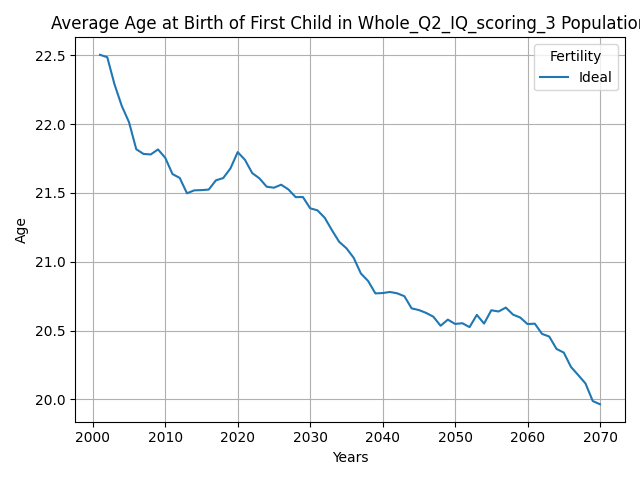 Average Age at Birth of First Child in Whole_Q2_IQ_scoring_3 Population
Fertility
Ideal
22.5
22.0
21.5
21.0
20.5
20.0
Age
2000 2010 2020 2030 2040 2050 2060 2070
Years